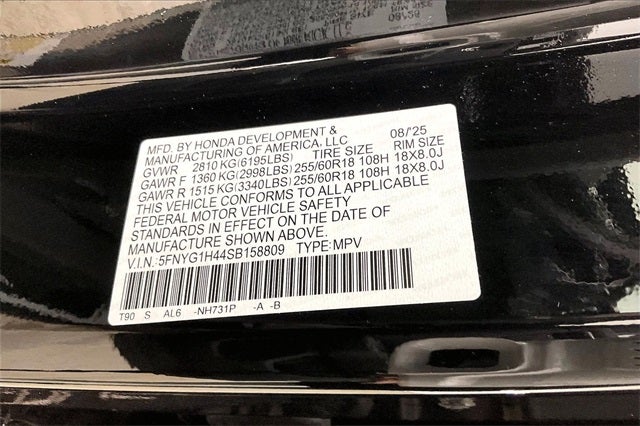 MFD. BY HONDA DEVELOPMENT & 08/'25
MANUFACTURING OF AMERICA, LLC
GVWR 2810 KG(6195LBS) TIRE SIZE RIM SIZE
GAWR F 1360 KG(2998LBS) 255/60R18 108H 18X8.0J
GAWR R 1515 KG(3340LBS) 255/60R18 108H 18X8.0J
THIS VEHICLE CONFORMS TO ALL APPLICABLE
FEDERAL MOTOR VEHICLE SAFETY
STANDARDS IN EFFECT ON THE DATE OF
MANUFACTURE SHOWN ABOVE.
V.I.N.: 5FNYG1H44SB158809 TYPE:MPV
T90 S AL6 -NH731P -A -B